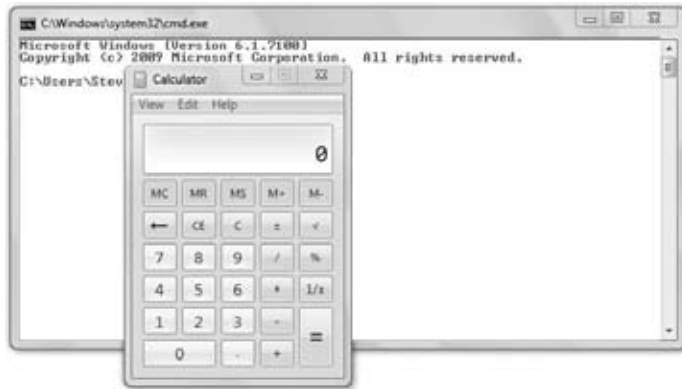 C:\Windows\system32\cmd.exe
Microsoft Windows [Version 6.1.7100]
Copyright (c) 2009 Microsoft Corporation. All rights reserved.
C:\Users\Stev
Calculator
View Edit Help
0
MC MR MS M+ M-
← CE C ± √
7 8 9 / %
4 5 6 * 1/x
1 2 3 - =
0 . +